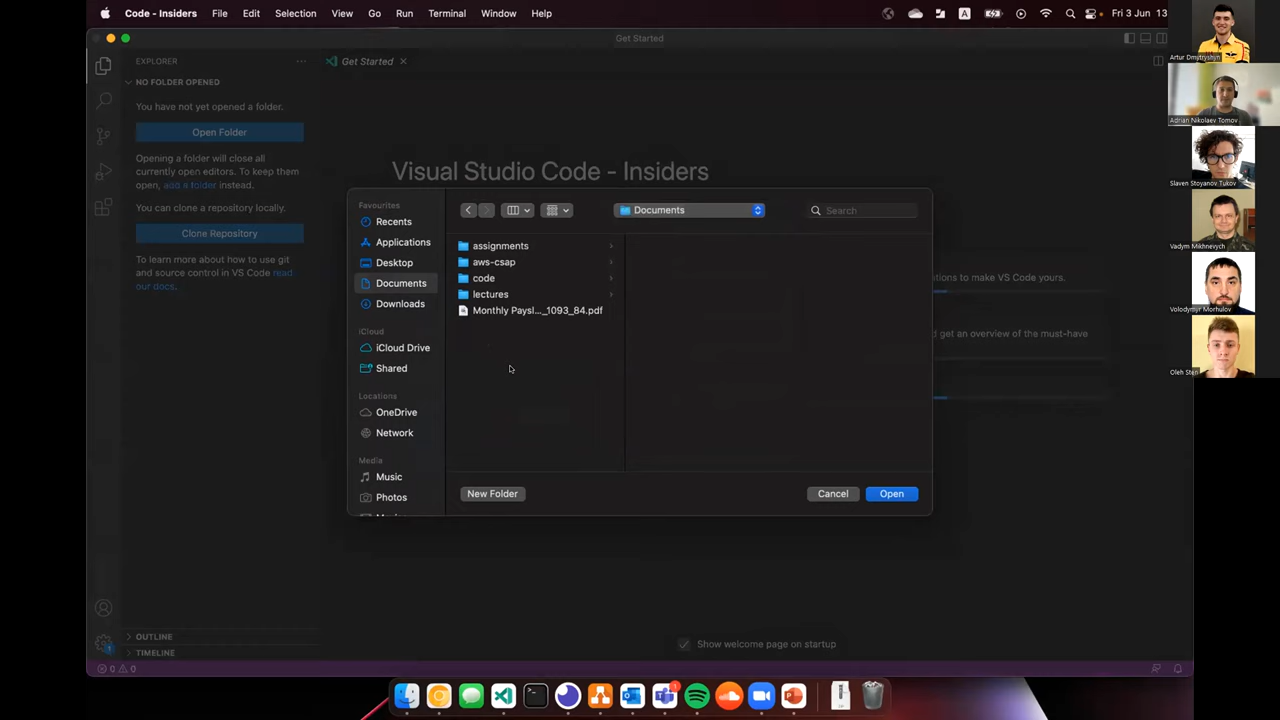 Code - Insiders File Edit Selection View Go Run Terminal Window Help A Fri 3 Jun 13
Get Started
EXPLORER
NO FOLDER OPENED
You have not yet opened a folder.
Open Folder
Opening a folder will close all
currently open editors. To keep them
open, add a folder instead.
You can clone a repository locally.
Clone Repository
To learn more about how to use git
and source control in VS Code read
our docs.
OUTLINE
TIMELINE
0 0
1
Get Started
Visual Studio Code - Insiders
Favourites
Recents
Applications
Desktop
Documents
Downloads
iCloud
iCloud Drive
Shared
Locations
OneDrive
Network
Media
Music
Photos
Documents
Search
assignments
aws-csap
code
lectures
Monthly Paysl..._1093_84.pdf
New Folder
Cancel
Open
ations to make VS Code yours.
d get an overview of the must-have
Show welcome page on startup
1
Artur Dmytryshyn
Adrian Nikolaev Tomov
Slaven Stoyanov Tukov
Vadym Mikhnevych
Volodymyr Morhulov